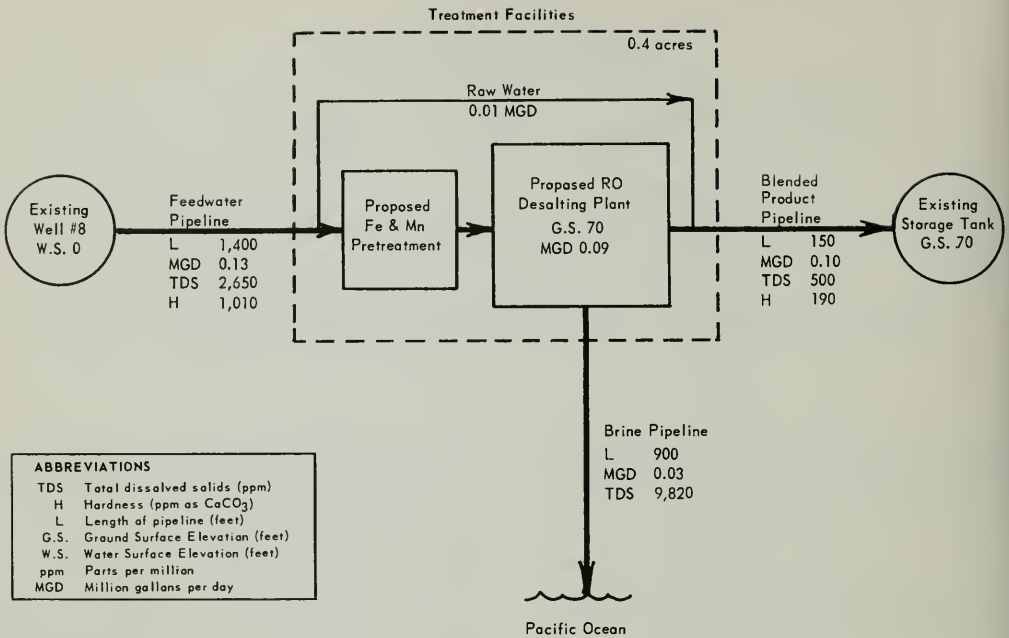 Treatment Facilities
0.4 acres
Raw Water
0.01 MGD
Existing
Well #8
W.S. 0
Feedwater
Pipeline
L 1,400
MGD 0.13
TDS 2,650
H 1,010
Proposed
Fe & Mn
Pretreatment
Proposed RO
Desalting Plant
G.S. 70
MGD 0.09
Blended
Product
Pipeline
L 150
MGD 0.10
TDS 500
H 190
Existing
Storage Tank
G.S. 70
Brine Pipeline
L 900
MGD 0.03
TDS 9,820
Pacific Ocean
ABBREVIATIONS
TDS Total dissolved solids (ppm)
H Hardness (ppm as CaCO3)
L Length of pipeline (feet)
G.S. Ground Surface Elevation (feet)
W.S. Water Surface Elevation (feet)
ppm Parts per million
MGD Million gallans per day